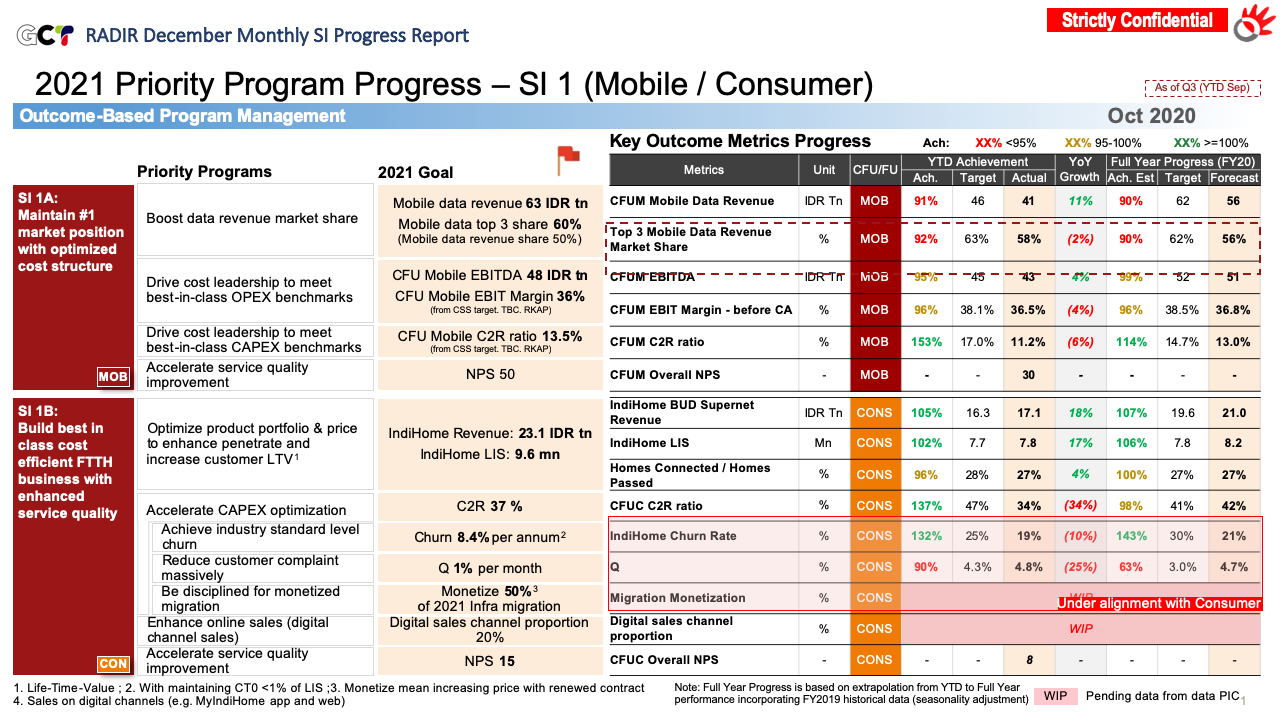 GCT RADIR December Monthly SI Progress Report
Strictly Confidential
2021 Priority Program Progress – SI 1 (Mobile / Consumer)
As of Q3 (YTD Sep)
Outcome-Based Program Management
Oct 2020
Priority Programs
2021 Goal
SI 1A:
Maintain #1
market position
with optimized
cost structure
MOB
Boost data revenue market share
Mobile data revenue 63 IDR tn
Mobile data top 3 share 60%
(Mobile data revenue share 50%)
Drive cost leadership to meet
best-in-class OPEX benchmarks
CFU Mobile EBITDA 48 IDR tn
CFU Mobile EBIT Margin 36%
(from CSS target. TBC. RKAP)
Drive cost leadership to meet
best-in-class CAPEX benchmarks
CFU Mobile C2R ratio 13.5%
(from CSS target. TBC. RKAP)
Accelerate service quality
improvement
NPS 50
SI 1B:
Build best in
class cost
efficient FTTH
business with
enhanced
service quality
CON
Optimize product portfolio & price
to enhance penetrate and
increase customer LTV1
IndiHome Revenue: 23.1 IDR tn
IndiHome LIS: 9.6 mn
Accelerate CAPEX optimization
C2R 37 %
Achieve industry standard level
churn
Churn 8.4% per annum2
Reduce customer complaint
massively
Q 1% per month
Be disciplined for monetized
migration
Monetize 50%3
of 2021 Infra migration
Enhance online sales (digital
channel sales)
Digital sales channel proportion
20%
Accelerate service quality
improvement
NPS 15
Key Outcome Metrics Progress
Ach: XX% <95% XX% 95-100% XX% >=100%
Metrics Unit CFU/FU YTD Achievement YoY Growth Full Year Progress (FY20)
Ach. Target Actual Ach. Est Target Forecast
CFUM Mobile Data Revenue IDR Tn MOB 91% 46 41 11% 90% 62 56
Top 3 Mobile Data Revenue
Market Share % MOB 92% 63% 58% (2%) 90% 62% 56%
CFUM EBITDA IDR Tn MOB 95% 45 43 4% 99% 52 51
CFUM EBIT Margin - before CA % MOB 96% 38.1% 36.5% (4%) 96% 38.5% 36.8%
CFUM C2R ratio % MOB 153% 17.0% 11.2% (6%) 114% 14.7% 13.0%
CFUM Overall NPS - MOB - - 30 - - - -
IndiHome BUD Supernet
Revenue IDR Tn CONS 105% 16.3 17.1 18% 107% 19.6 21.0
IndiHome LIS Mn CONS 102% 7.7 7.8 17% 106% 7.8 8.2
Homes Connected / Homes
Passed % CONS 96% 28% 27% 4% 100% 27% 27%
CFUC C2R ratio % CONS 137% 47% 34% (34%) 98% 41% 42%
IndiHome Churn Rate % CONS 132% 25% 19% (10%) 143% 30% 21%
Q % CONS 90% 4.3% 4.8% (25%) 63% 3.0% 4.7%
Migration Monetization % CONS WIP
Under alignment with Consumer
Digital sales channel
proportion % CONS WIP
CFUC Overall NPS - CONS - - 8 - - - -
1. Life-Time-Value ; 2. With maintaining CT0 <1% of LIS ;3. Monetize mean increasing price with renewed contract
4. Sales on digital channels (e.g. MyIndiHome app and web)
Note: Full Year Progress is based on extrapolation from YTD to Full Year
performance incorporating FY2019 historical data (seasonality adjustment)
WIP Pending data from data PIC
1